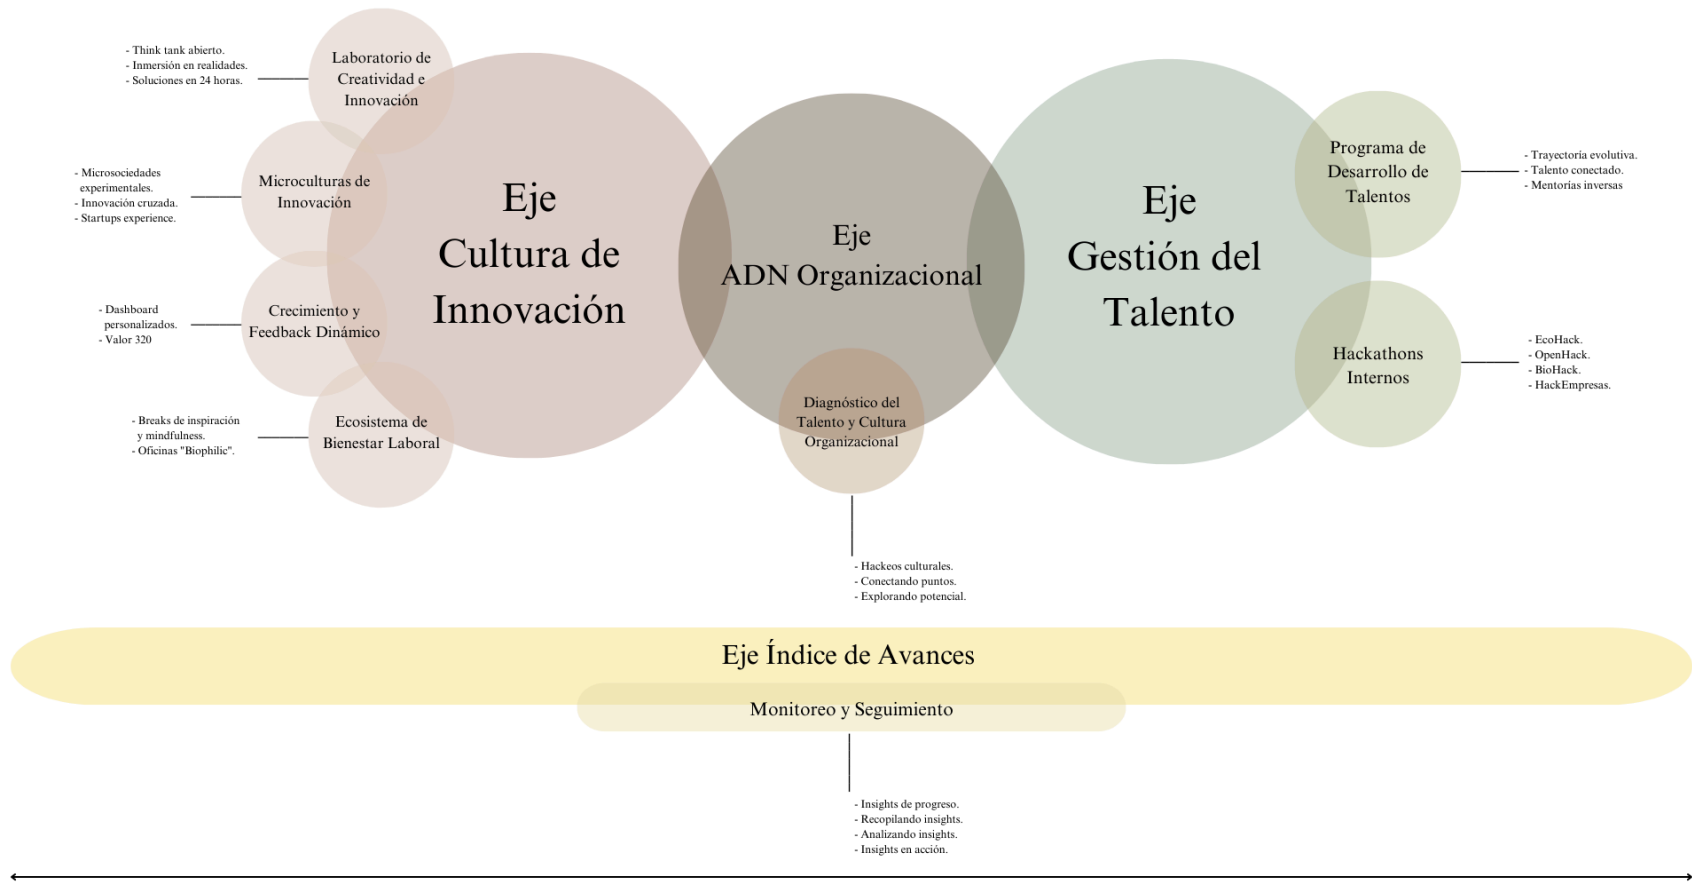 - Think tank abierto.
- Inmersión en realidades.
- Soluciones en 24 horas.
Laboratorio de
Creatividad e
Innovación
- Microsociedades
experimentales.
- Innovación cruzada.
- Startups experience.
Microculturas de
Innovación
- Dashboard
personalizados.
- Valor 320
Crecimiento y
Feedback Dinámico
- Breaks de inspiración
y mindfulness.
- Oficinas "Biophilic".
Ecosistema de
Bienestar Laboral
Eje
Cultura de
Innovación
Eje
ADN Organizacional
Diagnóstico del
Talento y Cultura
Organizacional
- Hackeos culturales.
- Conectando puntos.
- Explorando potencial.
Eje
Gestión del
Talento
Programa de
Desarrollo de
Talentos
- Trayectoría evolutiva.
- Talento conectado.
- Mentorías inversas
Hackathons
Internos
- EcoHack.
- OpenHack.
- BioHack.
- HackEmpresas.
Eje Índice de Avances
Monitoreo y Seguimiento
- Insights de progreso.
- Recopilando insights.
- Analizando insights.
- Insights en acción.